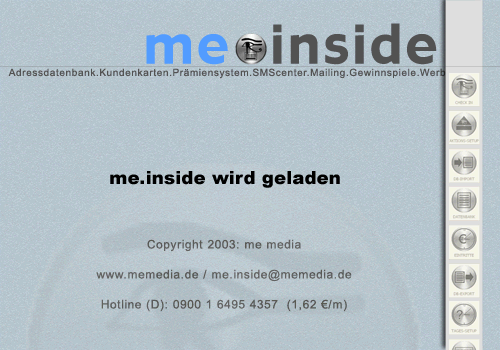 me inside
Adressdatenbank.Kundenkarten.Prämiensystem.SMScenter.Mailing.Gewinnspiele.Werb
me.inside wird geladen
Copyright 2003: me media
www.memedia.de / me.inside@memedia.de
Hotline (D): 0900 1 6495 4357 (1,62 €/m)
CHECK IN
DATENBANK